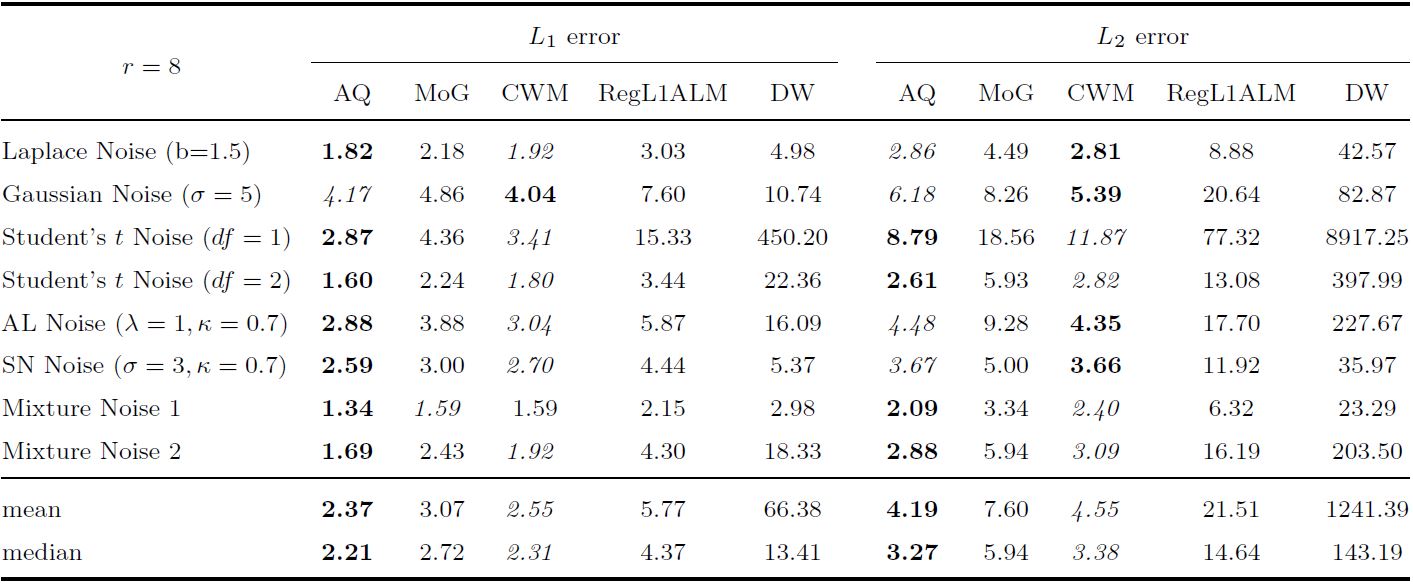 L₁ error L₂ error
r = 8
AQ MoG CWM RegL1ALM DW AQ MoG CWM RegL1ALM DW
Laplace Noise (b=1.5) 1.82 2.18 1.92 3.03 4.98 2.86 4.49 2.81 8.88 42.57
Gaussian Noise (σ = 5) 4.17 4.86 4.04 7.60 10.74 6.18 8.26 5.39 20.64 82.87
Student's t Noise (df = 1) 2.87 4.36 3.41 15.33 450.20 8.79 18.56 11.87 77.32 8917.25
Student's t Noise (df = 2) 1.60 2.24 1.80 3.44 22.36 2.61 5.93 2.82 13.08 397.99
AL Noise (λ = 1, κ = 0.7) 2.88 3.88 3.04 5.87 16.09 4.48 9.28 4.35 17.70 227.67
SN Noise (σ = 3, κ = 0.7) 2.59 3.00 2.70 4.44 5.37 3.67 5.00 3.66 11.92 35.97
Mixture Noise 1 1.34 1.59 1.59 2.15 2.98 2.09 3.34 2.40 6.32 23.29
Mixture Noise 2 1.69 2.43 1.92 4.30 18.33 2.88 5.94 3.09 16.19 203.50
mean 2.37 3.07 2.55 5.77 66.38 4.19 7.60 4.55 21.51 1241.39
median 2.21 2.72 2.31 4.37 13.41 3.27 5.94 3.38 14.64 143.19